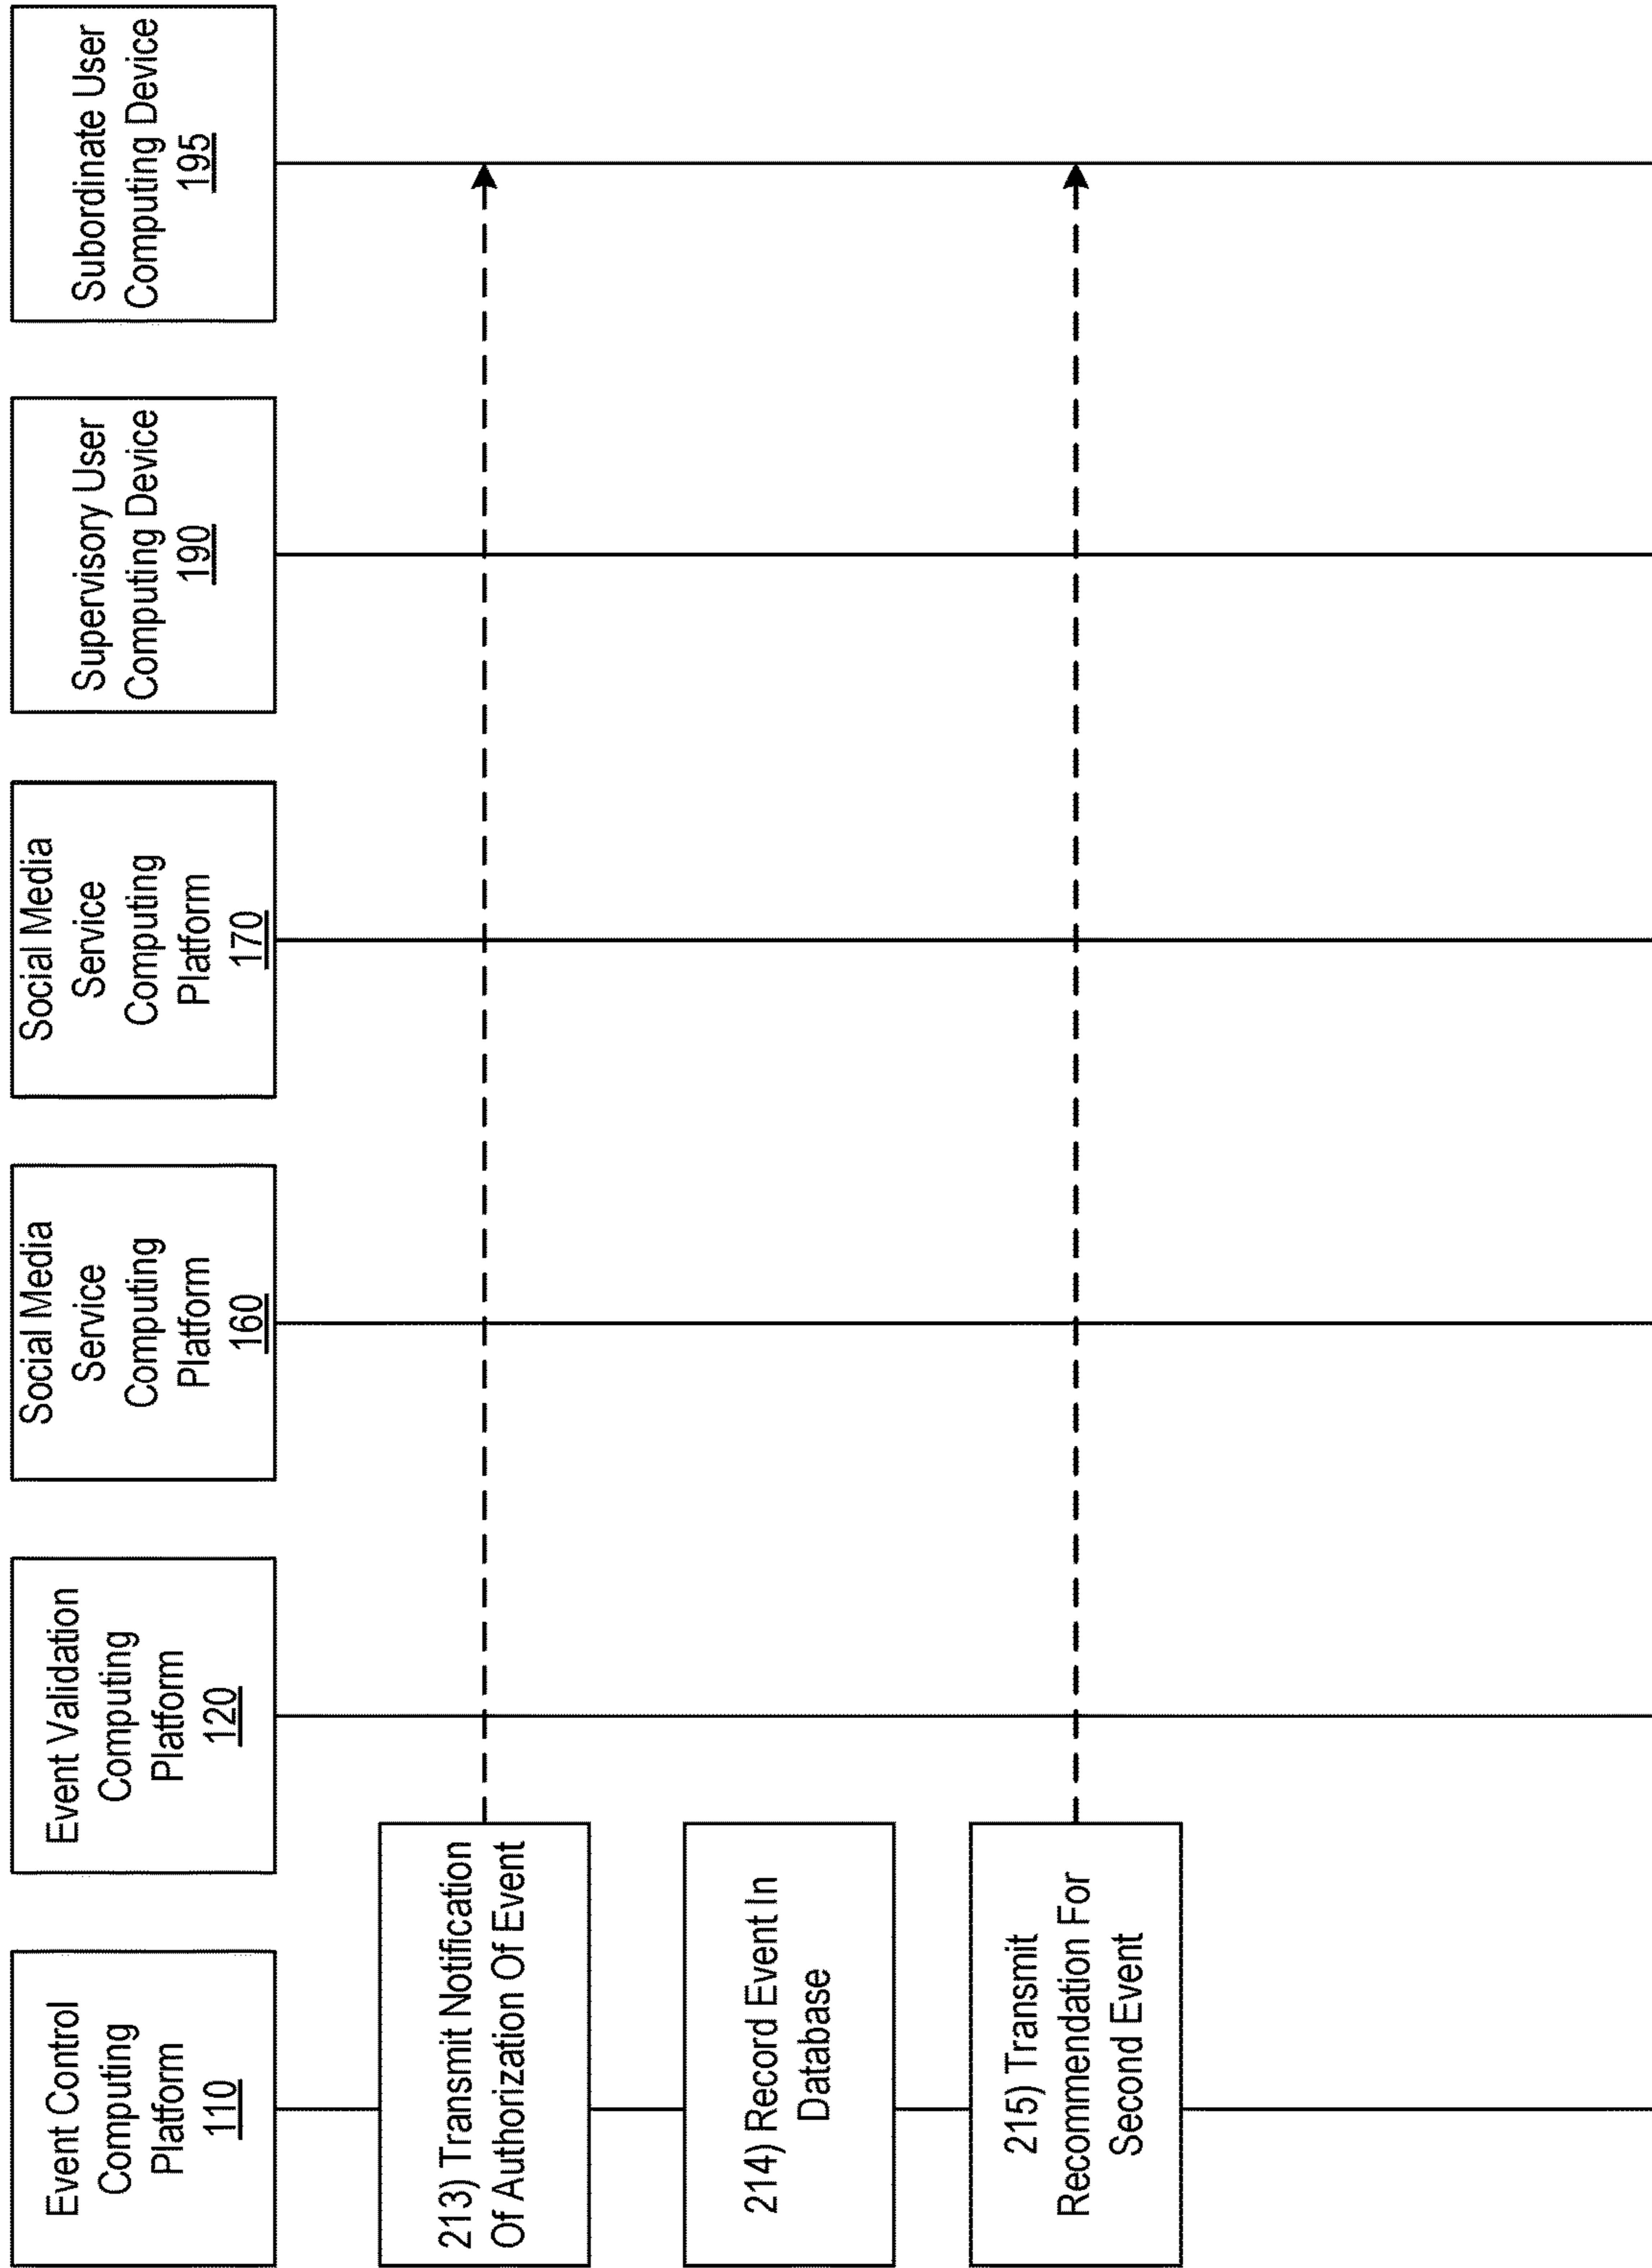 Event Control
Computing
Platform
110
Event Validation
Computing
Platform
120
Social Media
Service
Computing
Platform
160
Social Media
Service
Computing
Platform
170
Supervisory User
Computing Device
190
Subordinate User
Computing Device
195
213) Transmit Notification
Of Authorization Of Event
214) Record Event In
Database
215) Transmit
Recommendation For
Second Event